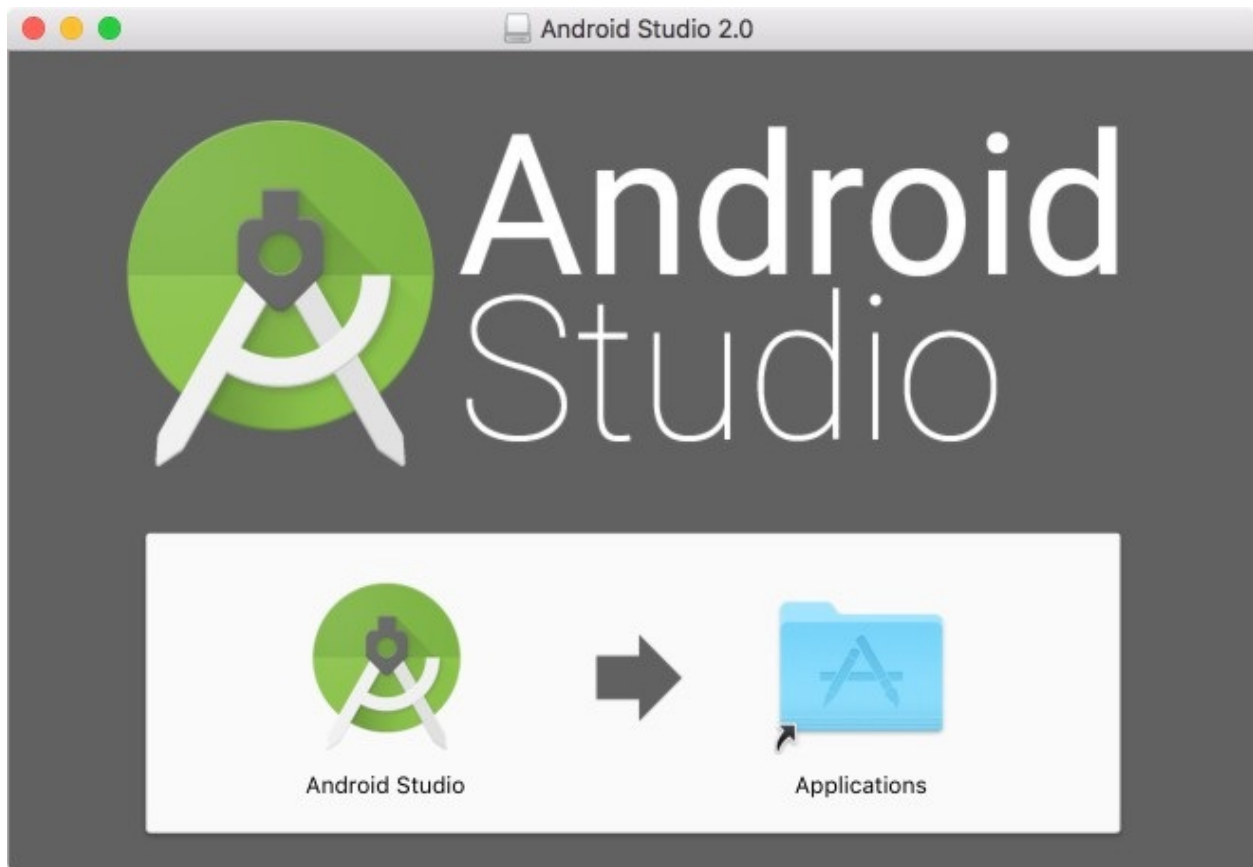 Android Studio 2.0
Android
Studio
Android Studio
Applications